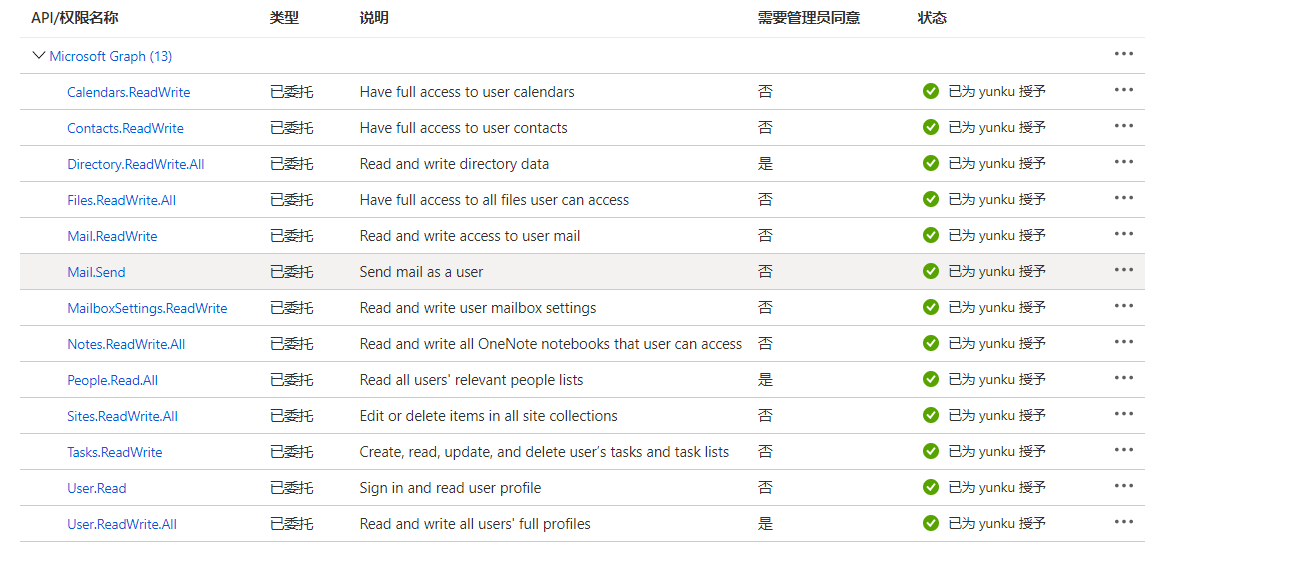 API/权限名称 类型 说明 需要管理员同意 状态
Microsoft Graph (13)
Calendars.ReadWrite 已委托 Have full access to user calendars 否 已为 yunku 授予
Contacts.ReadWrite 已委托 Have full access to user contacts 否 已为 yunku 授予
Directory.ReadWrite.All 已委托 Read and write directory data 是 已为 yunku 授予
Files.ReadWrite.All 已委托 Have full access to all files user can access 否 已为 yunku 授予
Mail.ReadWrite 已委托 Read and write access to user mail 否 已为 yunku 授予
Mail.Send 已委托 Send mail as a user 否 已为 yunku 授予
MailboxSettings.ReadWrite 已委托 Read and write user mailbox settings 否 已为 yunku 授予
Notes.ReadWrite.All 已委托 Read and write all OneNote notebooks that user can access 否 已为 yunku 授予
People.Read.All 已委托 Read all users' relevant people lists 是 已为 yunku 授予
Sites.ReadWrite.All 已委托 Edit or delete items in all site collections 否 已为 yunku 授予
Tasks.ReadWrite 已委托 Create, read, update, and delete user's tasks and task lists 否 已为 yunku 授予
User.Read 已委托 Sign in and read user profile 否 已为 yunku 授予
User.ReadWrite.All 已委托 Read and write all users' full profiles 是 已为 yunku 授予